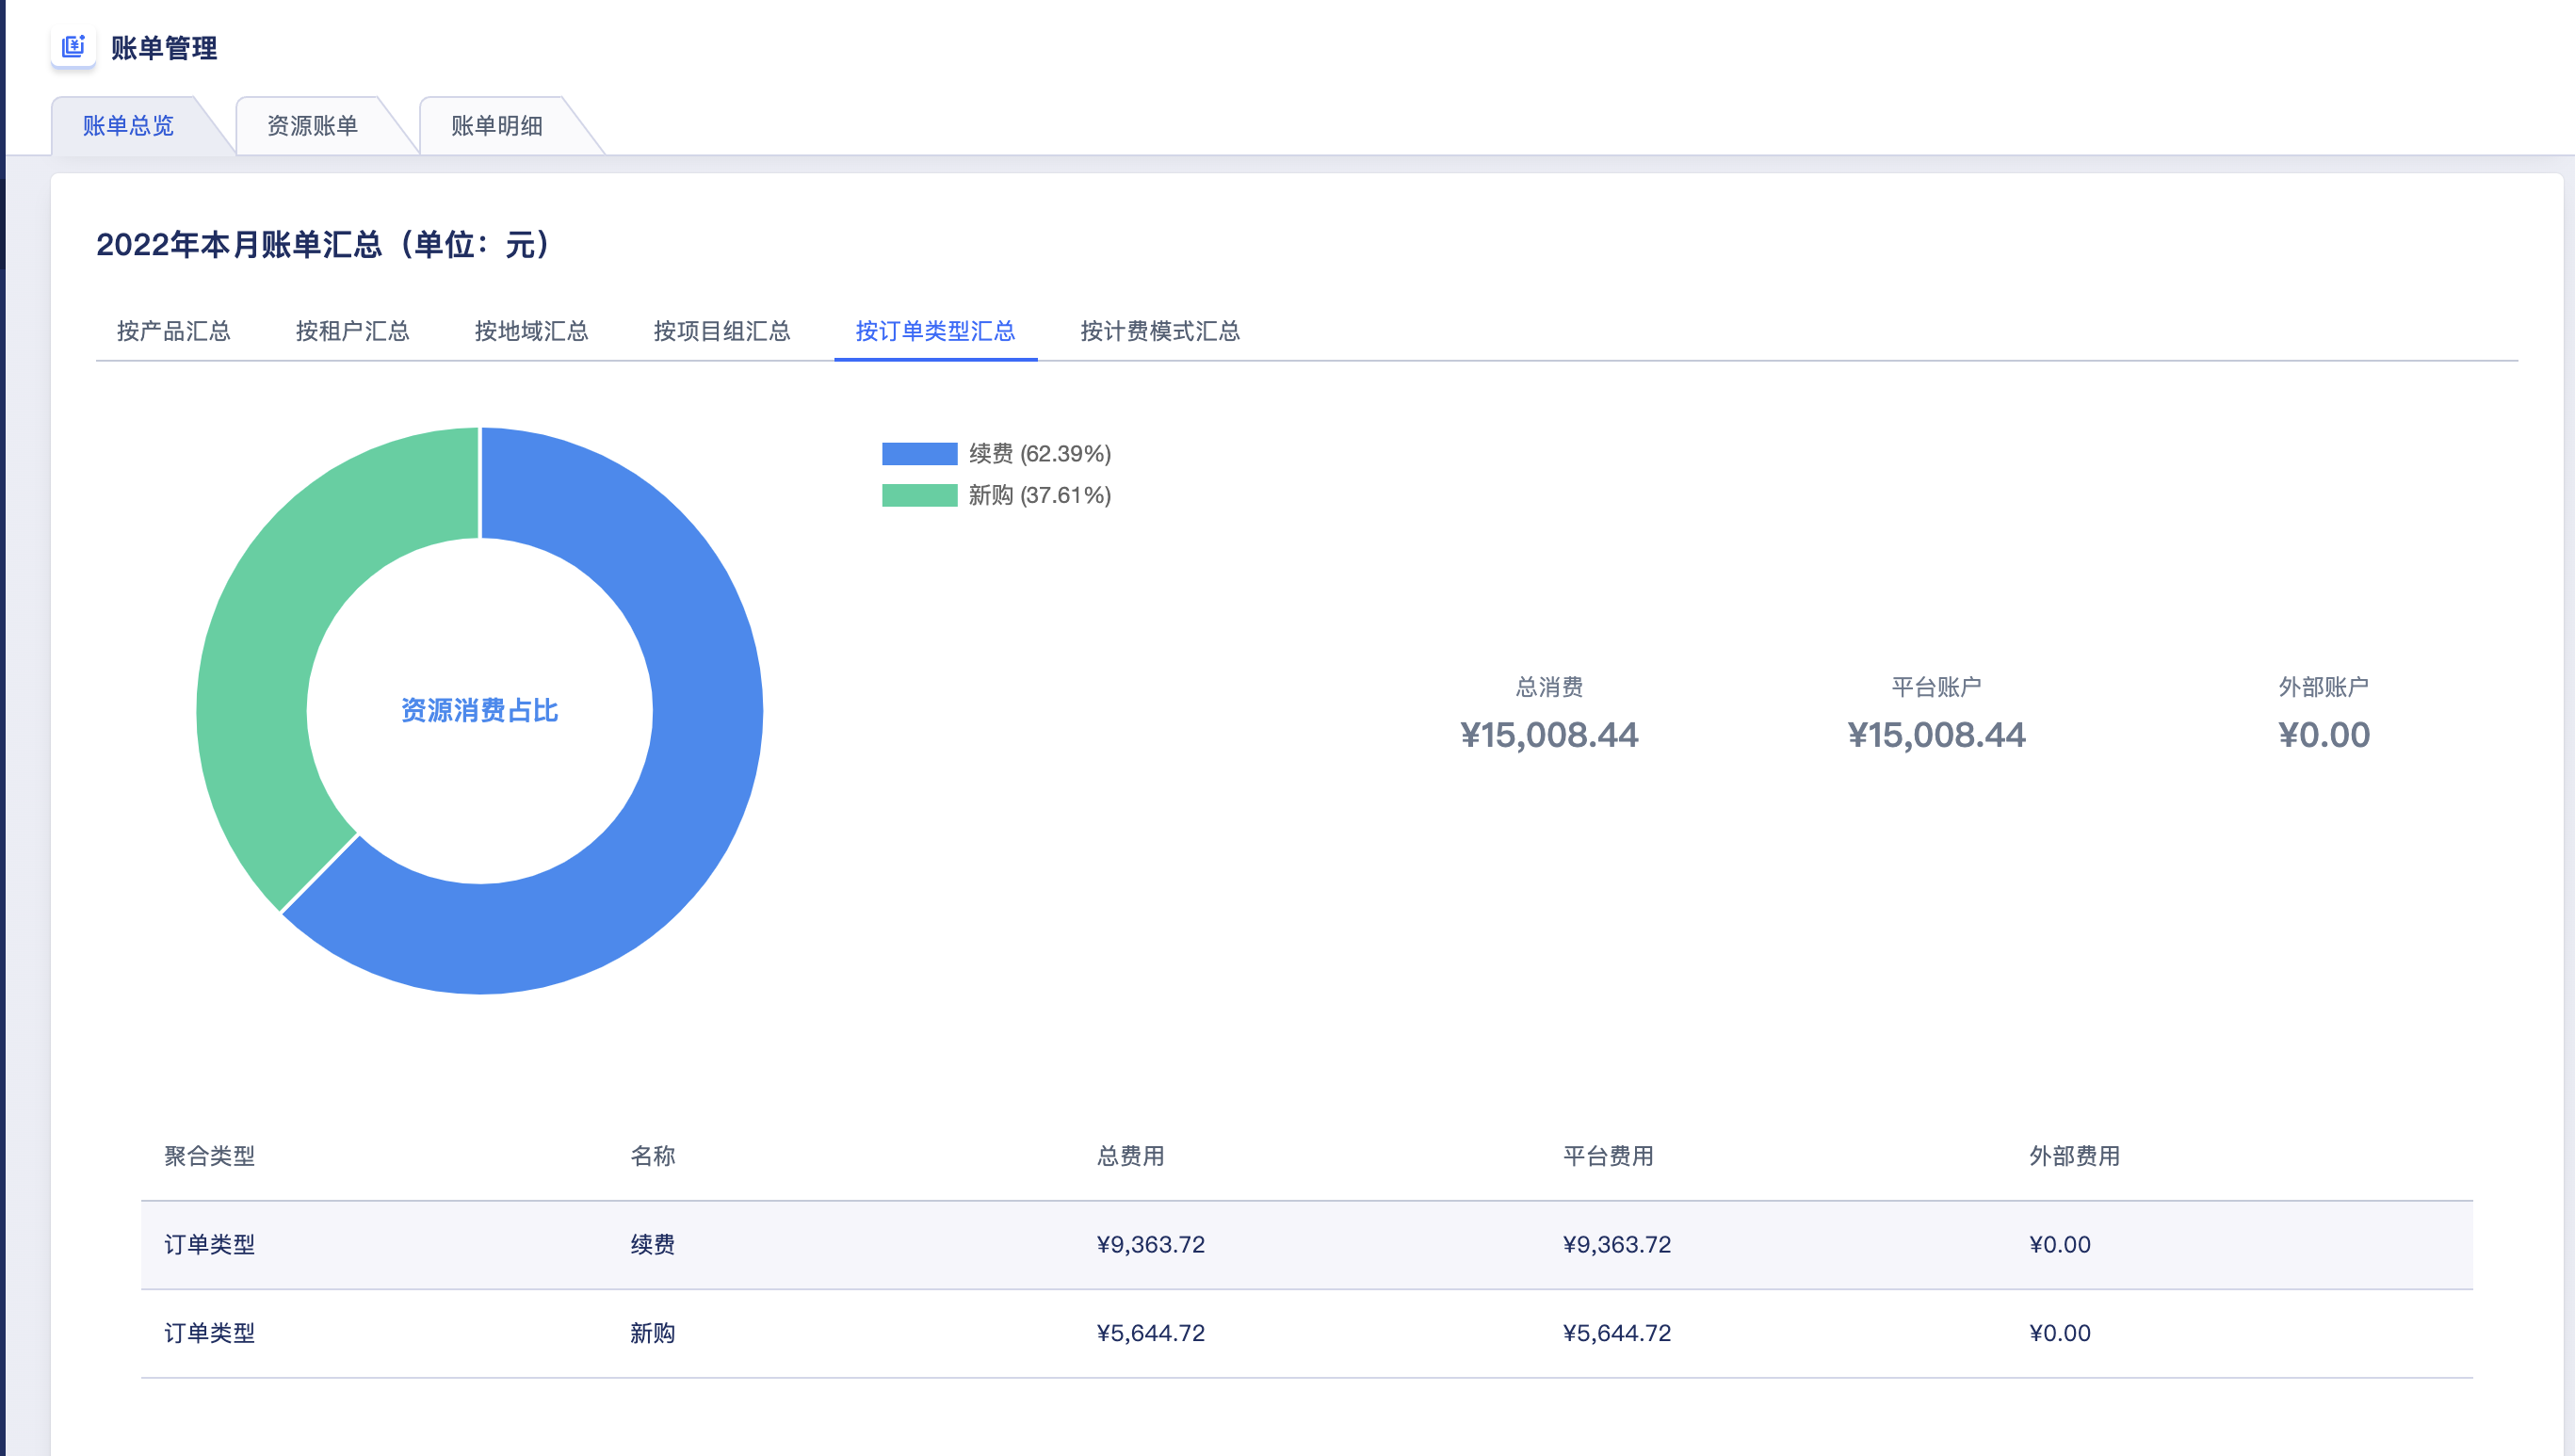 账单管理
账单总览 资源账单 账单明细
2022年本月账单汇总（单位：元）
按产品汇总 按租户汇总 按地域汇总 按项目组汇总 按订单类型汇总 按计费模式汇总
续费 (62.39%)
新购 (37.61%)
资源消费占比
总消费 平台账户 外部账户
¥15,008.44 ¥15,008.44 ¥0.00
聚合类型 名称 总费用 平台费用 外部费用
订单类型 续费 ¥9,363.72 ¥9,363.72 ¥0.00
订单类型 新购 ¥5,644.72 ¥5,644.72 ¥0.00